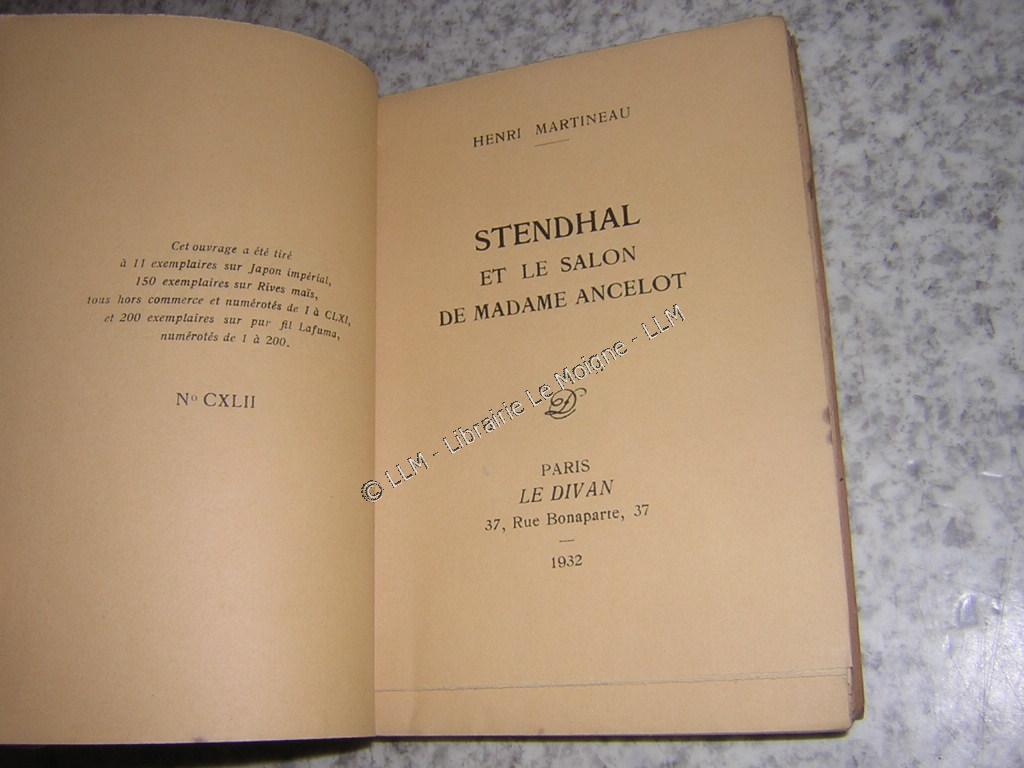 Cet ouvrage a été tiré
à 11 exemplaires sur Japon impérial,
150 exemplaires sur Rives maïs,
tous hors commerce et numérotés de I à CLXI,
et 200 exemplaires sur pur fil Lafuma,
numérotés de 1 à 200.
Nº CXLII
HENRI MARTINEAU
STENDHAL
ET LE SALON
DE MADAME ANCELOT
PARIS
LE DIVAN
37, Rue Bonaparte, 37
1932
© LLM - Librairie Le Moigne - LLM